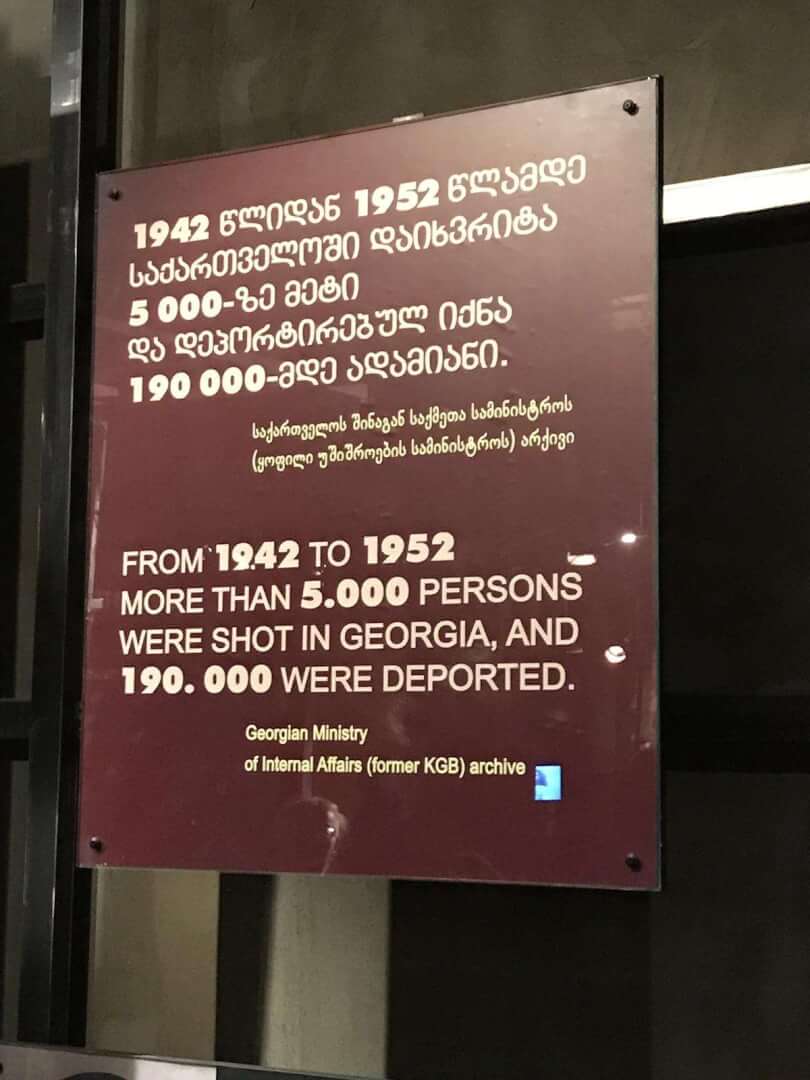 1942 წლიდან 1952 წლამდე
საქართველოში დაიხვრიტა
5 000-ზე მეტი
და დეპორტირებულ იქნა
190 000-მდე ადამიანი.
საქართველოს შინაგან საქმეთა სამინისტროს
(ყოფილი უშიშროების სამინისტროს) არქივი
FROM 1942 TO 1952
MORE THAN 5.000 PERSONS
WERE SHOT IN GEORGIA, AND
190. 000 WERE DEPORTED.
Georgian Ministry
of Internal Affairs (former KGB) archive